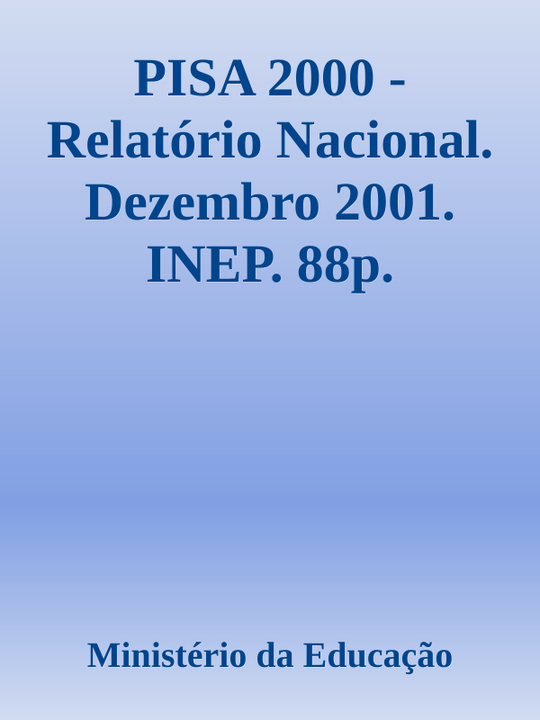 PISA 2000 -
Relatório Nacional.
Dezembro 2001.
INEP. 88p.
Ministério da Educação